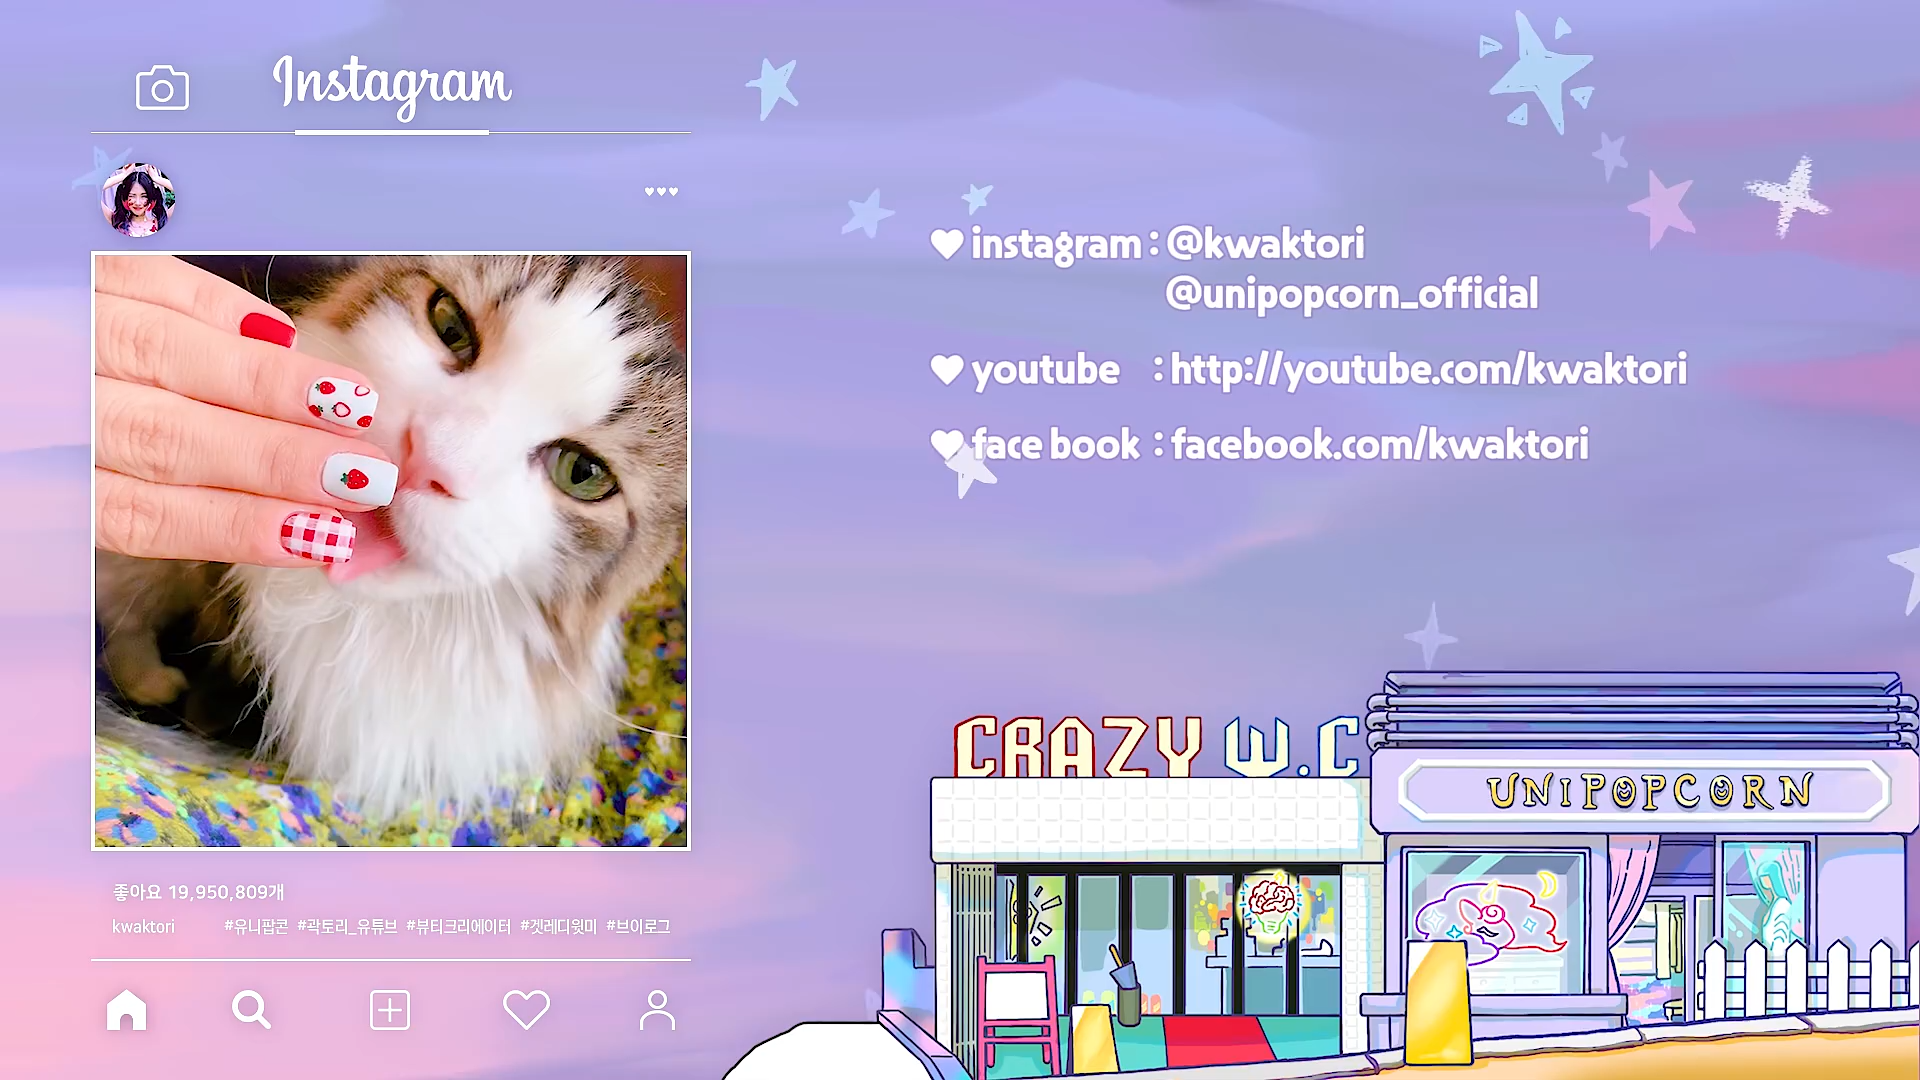 Instagram
좋아요 19,950,809개
kwaktori #유니팝콘 #곽토리_유튜브 #뷰티크리에이터 #겟레디윗미 #브이로그
instagram : @kwaktori
@unipopcorn_official
youtube : http://youtube.com/kwaktori
face book : facebook.com/kwaktori
CRAZY W.C
UNIPOPCORN